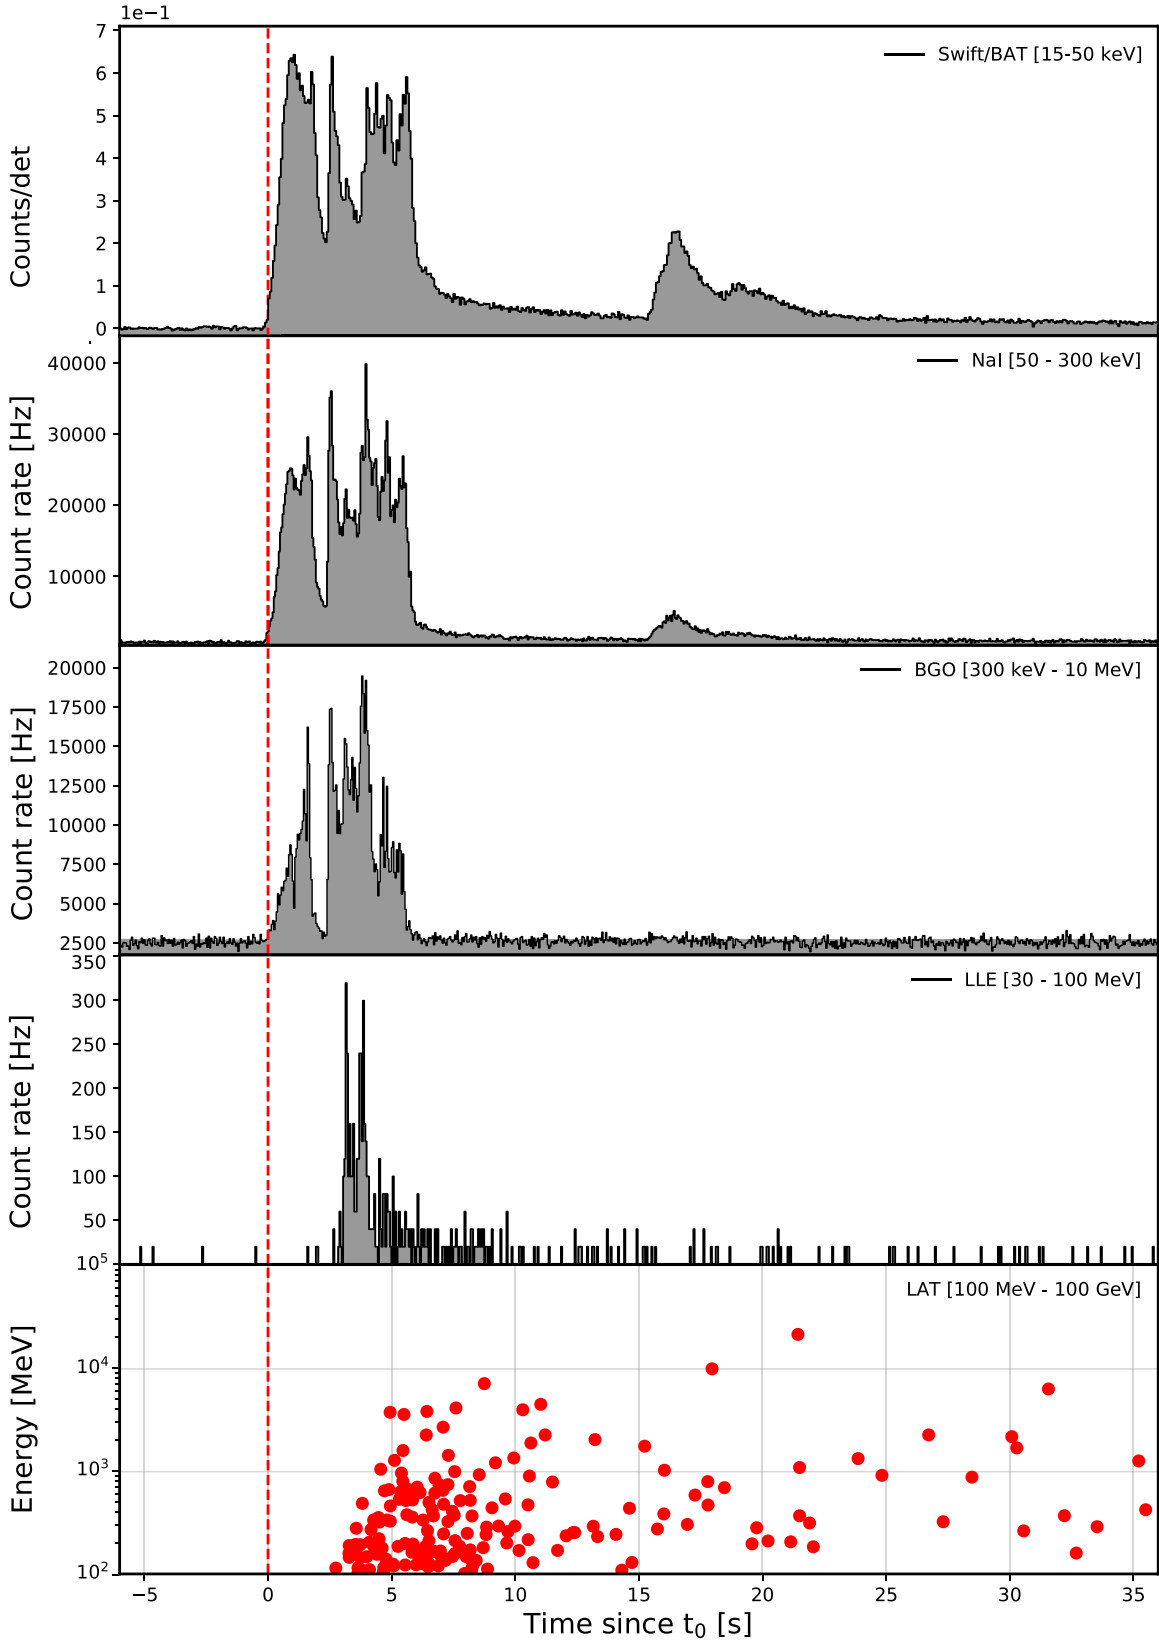 1e−1
7
6
5
4
3
2
1
0
Counts/det
Swift/BAT [15-50 keV]
40000
30000
20000
10000
Count rate [Hz]
NaI [50 - 300 keV]
20000
17500
15000
12500
10000
7500
5000
2500
Count rate [Hz]
BGO [300 keV - 10 MeV]
350
300
250
200
150
100
50
Count rate [Hz]
LLE [30 - 100 MeV]
10⁵
10⁴
10³
10²
Energy [MeV]
LAT [100 MeV - 100 GeV]
−5 0 5 10 15 20 25 30 35
Time since t₀ [s]